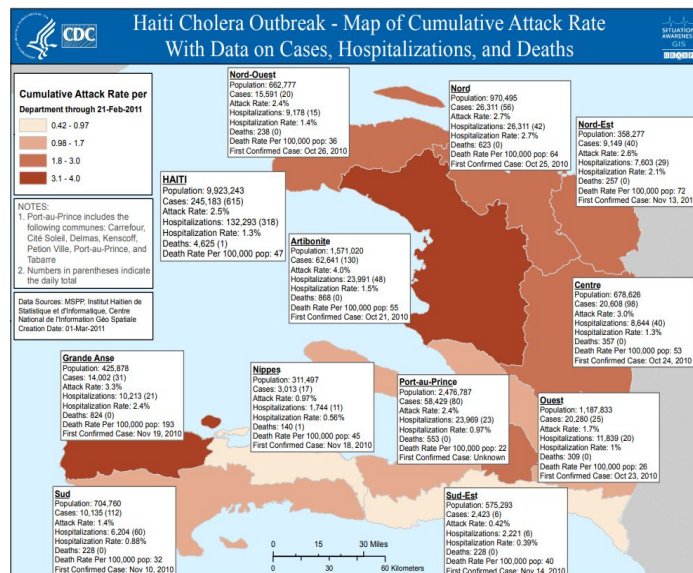 CDC
Haiti Cholera Outbreak - Map of Cumulative Attack Rate
With Data on Cases, Hospitalizations, and Deaths
SITUATION
AWARENESS
GIS
Cumulative Attack Rate per
Department through 21-Feb-2011
0.42 - 0.97
0.98 - 1.7
1.8 - 3.0
3.1 - 4.0
NOTES:
1. Port-au-Prince includes the
following communes: Carrefour,
Cité Soleil, Delmas, Kenscoff,
Petion Ville, Port-au-Prince, and
Tabarre
2. Numbers in parentheses indicate
the daily total
Data Sources: MSPP, Institut Haïtien de
Statistique et d'Informatique, Centre
National de l'Information Géo Spatiale
Creation Date: 01-Mar-2011
Nord-Ouest
Population: 662,777
Cases: 15,591 (20)
Attack Rate: 2.4%
Hospitalizations: 9,178 (15)
Hospitalization Rate: 1.4%
Deaths: 238 (0)
Death Rate Per 100,000 pop: 36
First Confirmed Case: Oct 26, 2010
Nord
Population: 970,495
Cases: 26,311 (56)
Attack Rate: 2.7%
Hospitalizations: 26,311 (42)
Hospitalization Rate: 2.7%
Deaths: 623 (0)
Death Rate Per 100,000 pop: 64
First Confirmed Case: Oct 25, 2010
Nord-Est
Population: 358,277
Cases: 9,149 (40)
Attack Rate: 2.6%
Hospitalizations: 7,603 (29)
Hospitalization Rate: 2.1%
Deaths: 257 (0)
Death Rate Per 100,000 pop: 72
First Confirmed Case: Nov 13, 201
HAITI
Population: 9,923,243
Cases: 245,183 (615)
Attack Rate: 2.5%
Hospitalizations: 132,293 (318)
Hospitalization Rate: 1.3%
Deaths: 4,625 (1)
Death Rate Per 100,000 pop: 47
Artibonite
Population: 1,571,020
Cases: 62,641 (130)
Attack Rate: 4.0%
Hospitalizations: 23,991 (48)
Hospitalization Rate: 1.5%
Deaths: 868 (0)
Death Rate Per 100,000 pop: 55
First Confirmed Case: Oct 21, 2010
Centre
Population: 678,626
Cases: 20,608 (98)
Attack Rate: 3.0%
Hospitalizations: 8,644 (40)
Hospitalization Rate: 1.3%
Deaths: 357 (0)
Death Rate Per 100,000 pop: 53
First Confirmed Case: Oct 24, 2010
Grande Anse
Population: 425,878
Cases: 14,002 (31)
Attack Rate: 3.3%
Hospitalizations: 10,213 (21)
Hospitalization Rate: 2.4%
Deaths: 824 (0)
Death Rate Per 100,000 pop: 193
First Confirmed Case: Nov 19, 2010
Nippes
Population: 311,497
Cases: 3,013 (17)
Attack Rate: 0.97%
Hospitalizations: 1,744 (11)
Hospitalization Rate: 0.56%
Deaths: 140 (1)
Death Rate Per 100,000 pop: 45
First Confirmed Case: Nov 18, 2010
Port-au-Prince
Population: 2,476,787
Cases: 58,429 (80)
Attack Rate: 2.4%
Hospitalizations: 23,969 (23)
Hospitalization Rate: 0.97%
Deaths: 553 (0)
Death Rate Per 100,000 pop: 22
First Confirmed Case: Unknown
Ouest
Population: 1,187,833
Cases: 20,280 (25)
Attack Rate: 1.7%
Hospitalizations: 11,839 (20)
Hospitalization Rate: 1%
Deaths: 309 (0)
Death Rate Per 100,000 pop: 26
First Confirmed Case: Oct 23, 2010
Sud
Population: 704,760
Cases: 10,135 (112)
Attack Rate: 1.4%
Hospitalizations: 6,204 (60)
Hospitalization Rate: 0.88%
Deaths: 228 (0)
Death Rate Per 100,000 pop: 32
First Confirmed Case: Nov 10, 2010
Sud-Est
Population: 575,293
Cases: 2,423 (6)
Attack Rate: 0.42%
Hospitalizations: 2,221 (6)
Hospitalization Rate: 0.39%
Deaths: 228 (0)
Death Rate Per 100,000 pop: 40
First Confirmed Case: Nov 14, 2010
0 15 30 Miles
0 30 60 Kilometers